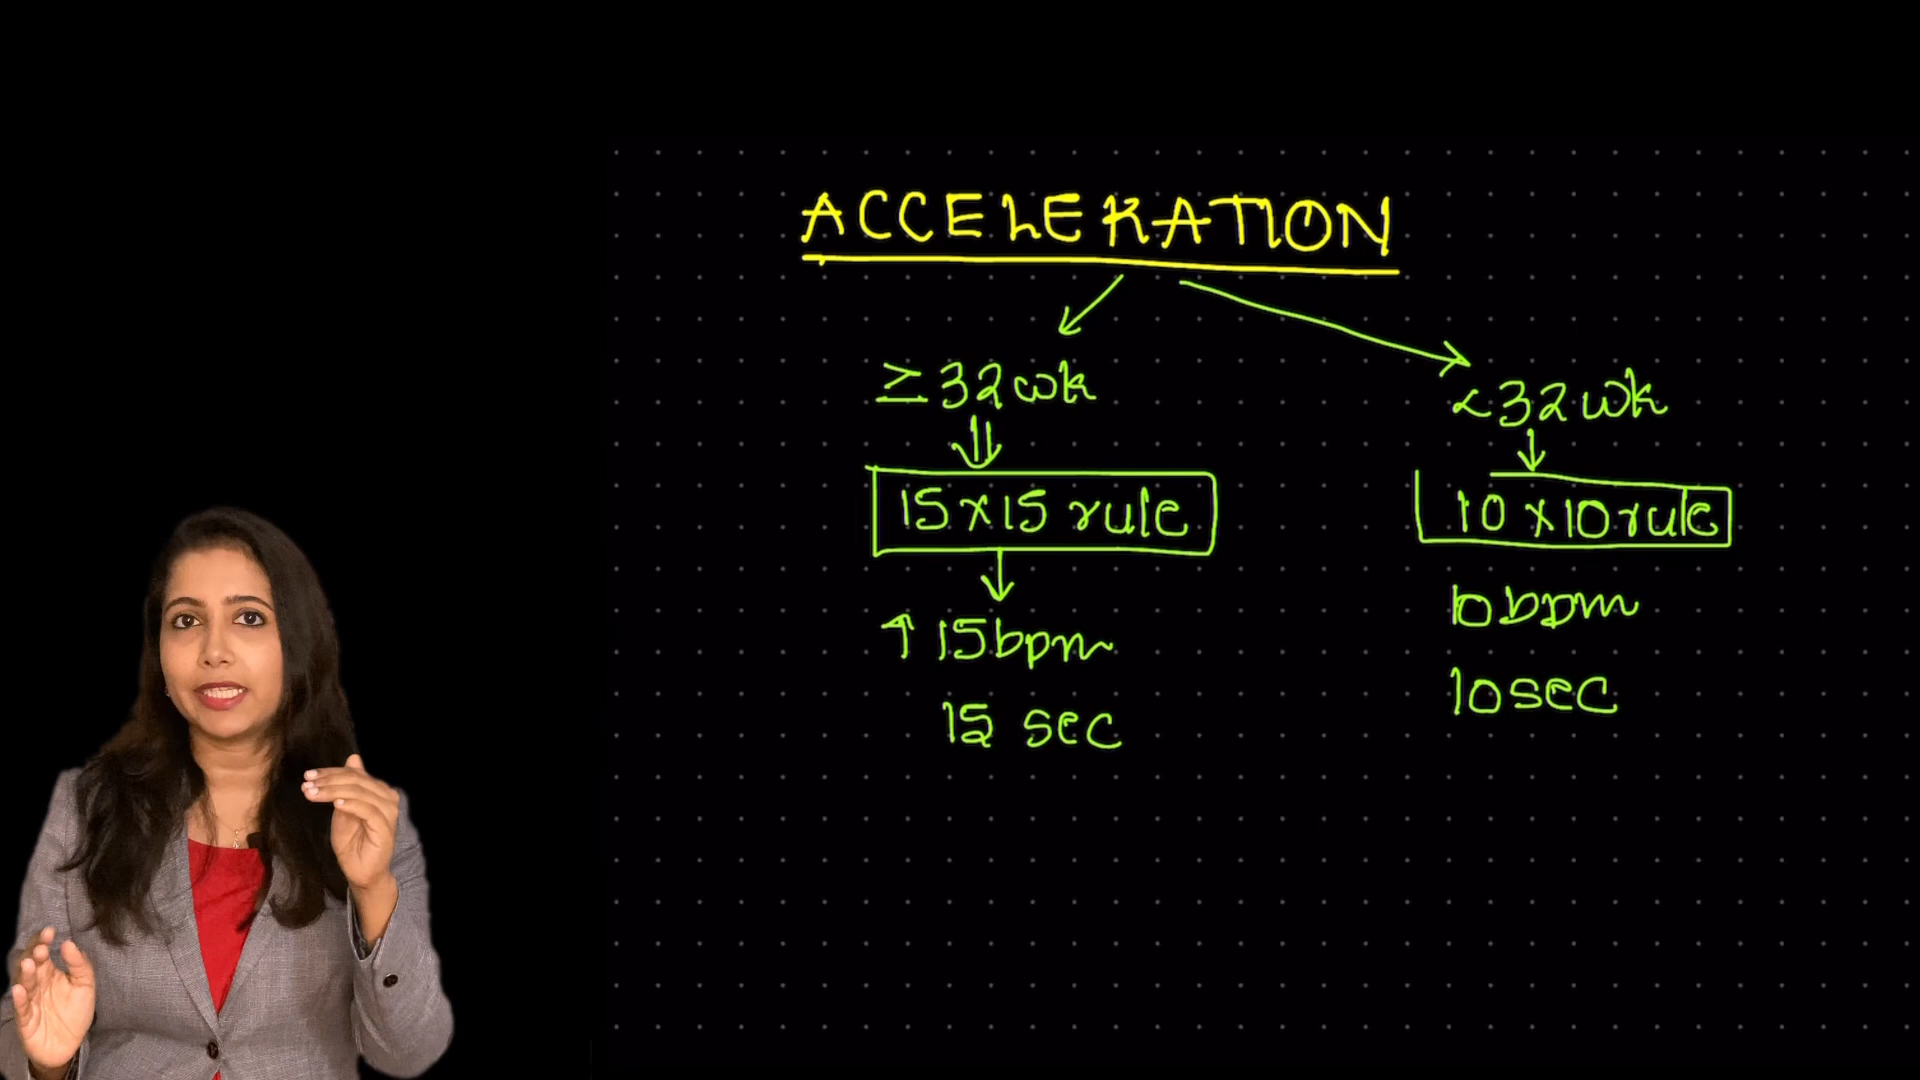 ACCELERATION
≥32wk
<32wk
15x15 rule
10x10 rule
↑ 15bpm
10bpm
15 sec
10sec